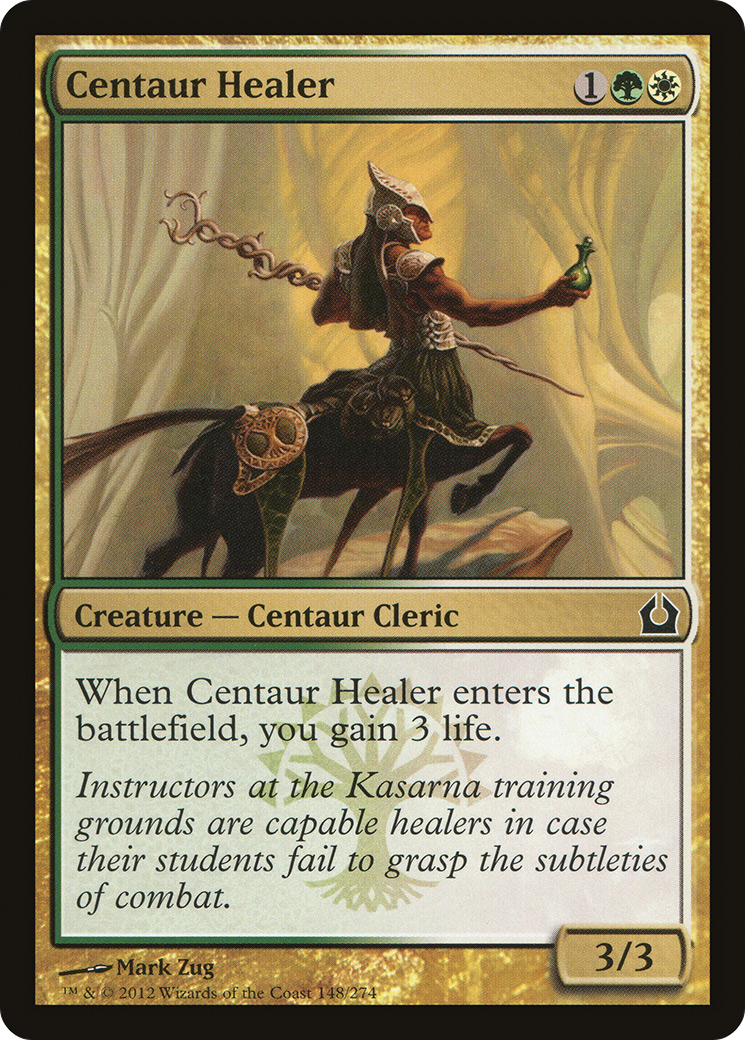 Centaur Healer 1
Creature — Centaur Cleric
When Centaur Healer enters the
battlefield, you gain 3 life.
Instructors at the Kasarna training
grounds are capable healers in case
their students fail to grasp the subtleties
of combat.
3/3
Mark Zug
™ & © 2012 Wizards of the Coast 148/274